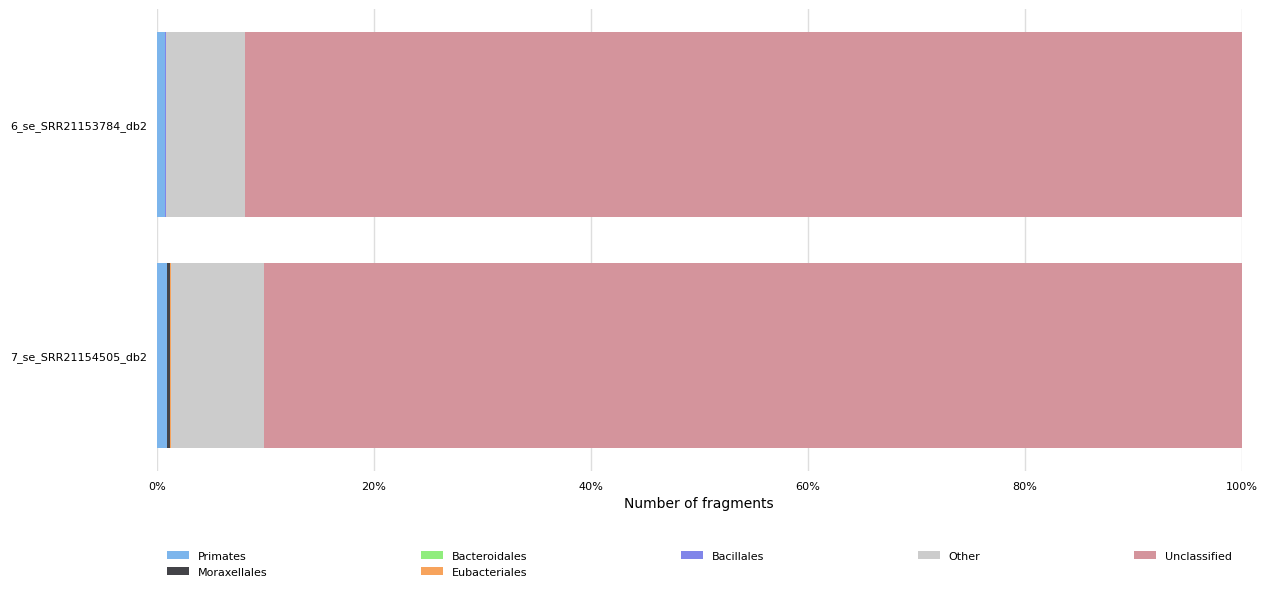 6_se_SRR21153784_db2
7_se_SRR21154505_db2
0% 20% 40% 60% 80% 100%
Number of fragments
Primates Bacteroidales Bacillales Other Unclassified
Moraxellales Eubacteriales